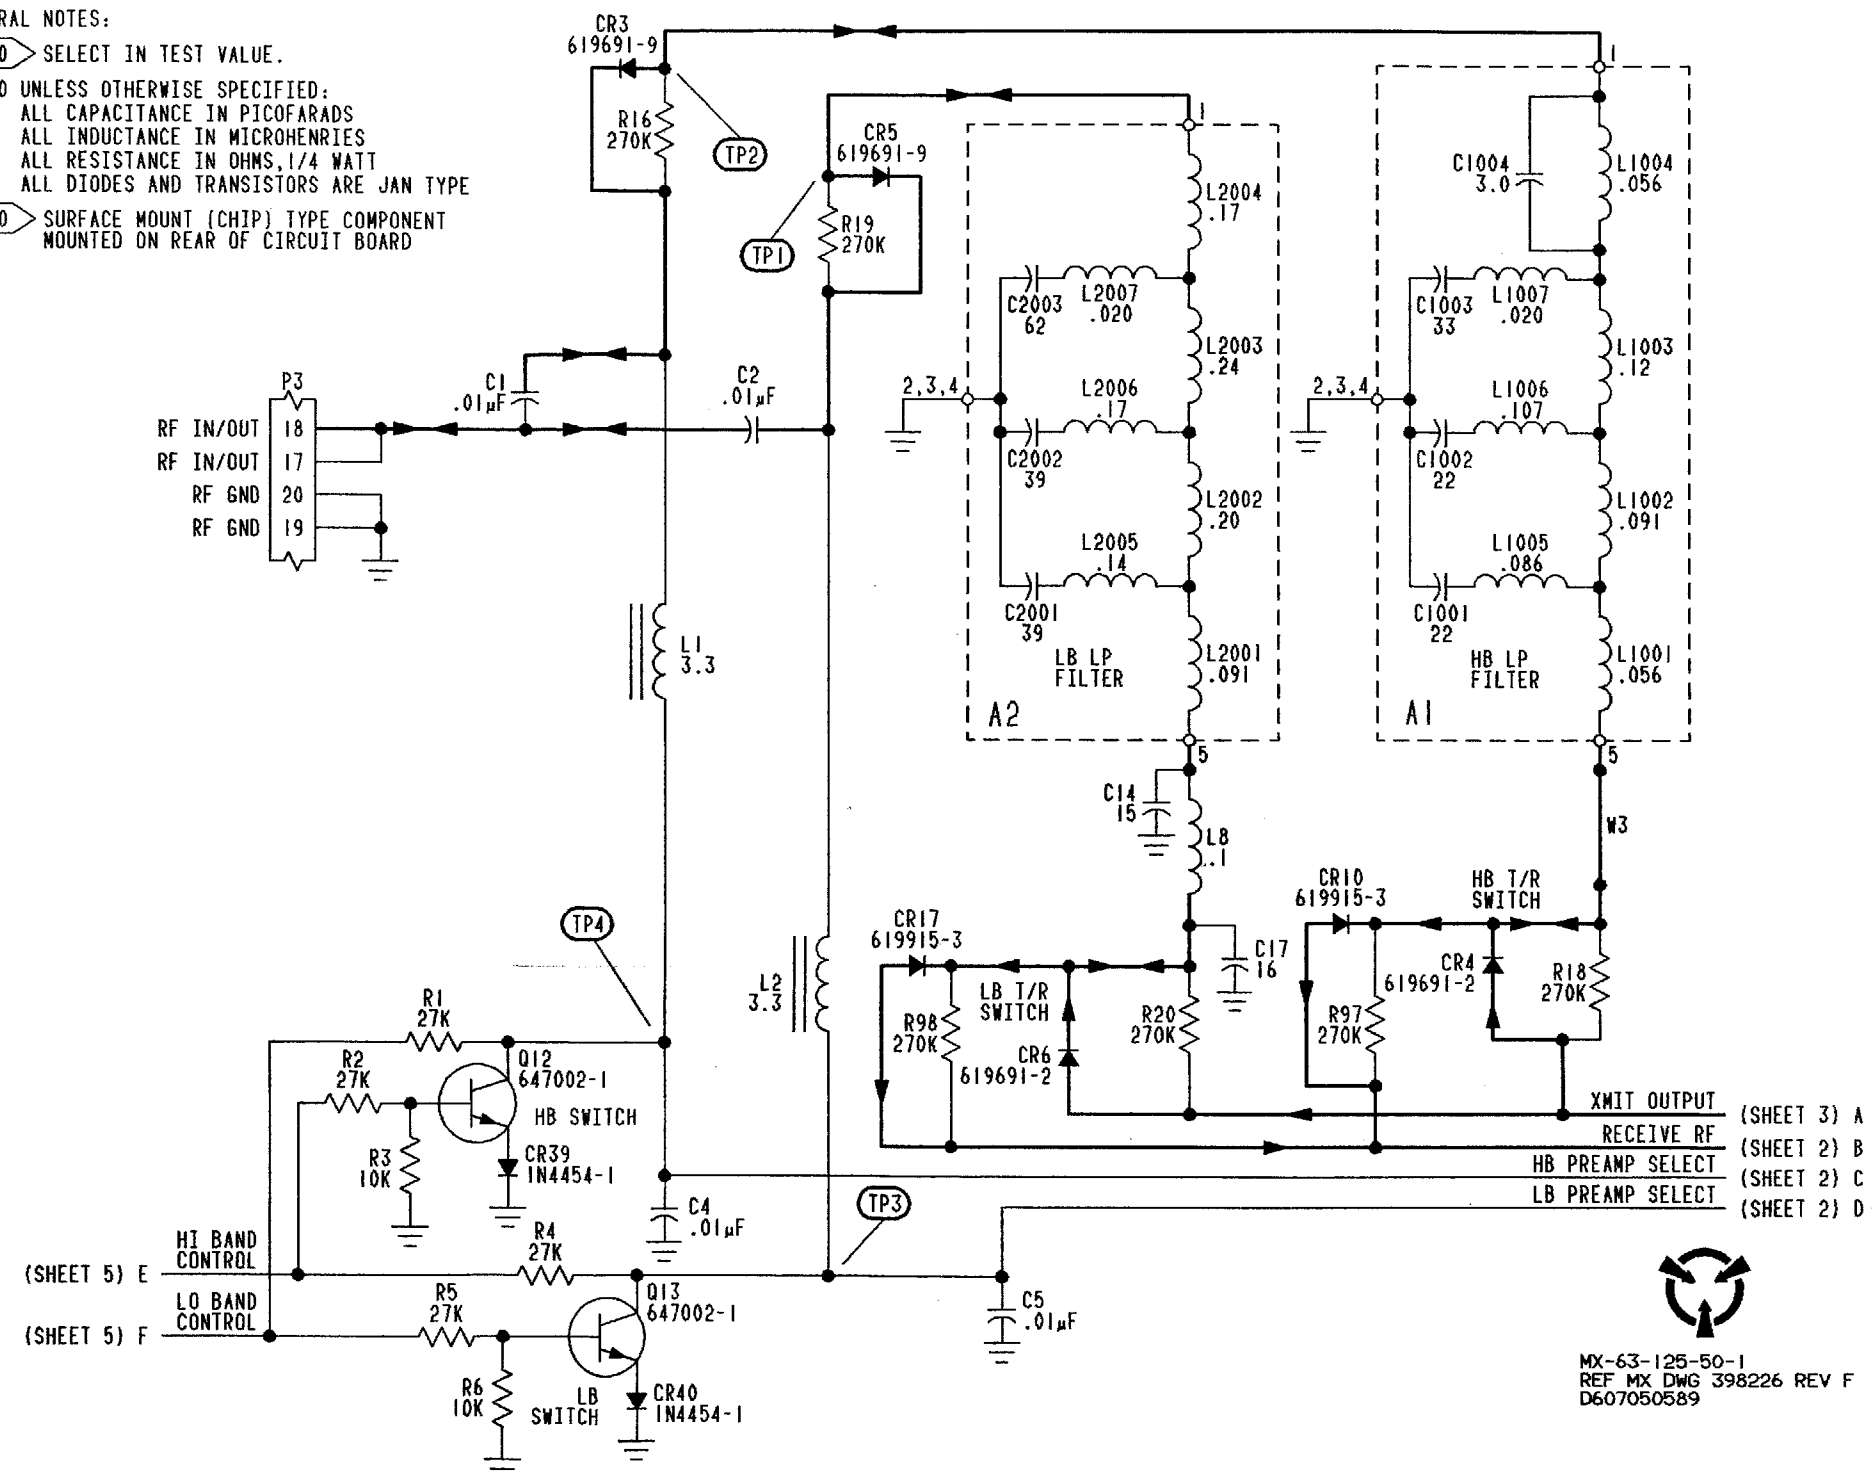 RAL NOTES:
0 SELECT IN TEST VALUE.
0 UNLESS OTHERWISE SPECIFIED:
ALL CAPACITANCE IN PICOFARADS
ALL INDUCTANCE IN MICROHENRIES
ALL RESISTANCE IN OHMS,1/4 WATT
ALL DIODES AND TRANSISTORS ARE JAN TYPE
0 SURFACE MOUNT (CHIP) TYPE COMPONENT
MOUNTED ON REAR OF CIRCUIT BOARD
CR3
619691-9
R16
270K
TP2
CR5
619691-9
R19
270K
TP1
1
L2004
.17
C2003
62
L2007
.020
L2003
.24
2,3,4
L2006
.17
C2002
39
L2002
.20
L2005
.14
C2001
39
L2001
.091
LB LP
FILTER
A2
5
1
C1004
3.0
L1004
.056
C1003
33
L1007
.020
L1003
.12
2,3,4
L1006
.107
C1002
22
L1002
.091
L1005
.086
C1001
22
L1001
.056
HB LP
FILTER
A1
5
P3
C1
.01µF
C2
.01µF
RF IN/OUT 18
RF IN/OUT 17
RF GND 20
RF GND 19
L1
3.3
C14
15
L8
.1
W3
CR10
619915-3
HB T/R
SWITCH
TP4
CR17
619915-3
C17
16
L2
3.3
LB T/R
SWITCH
R98
270K
CR6
619691-2
R20
270K
R97
270K
CR4
619691-2
R18
270K
R1
27K
R2
27K
Q12
647002-1
HB SWITCH
R3
10K
CR39
1N4454-1
XMIT OUTPUT (SHEET 3) A
RECEIVE RF (SHEET 2) B
HB PREAMP SELECT (SHEET 2) C
LB PREAMP SELECT (SHEET 2) D
C4
.01µF
TP3
R4
27K
HI BAND
CONTROL
(SHEET 5) E
LO BAND
CONTROL
(SHEET 5) F
R5
27K
Q13
647002-1
C5
.01µF
R6
10K
LB
SWITCH
CR40
1N4454-1
MX-63-125-50-1
REF MX DWG 398226 REV F
D607050589